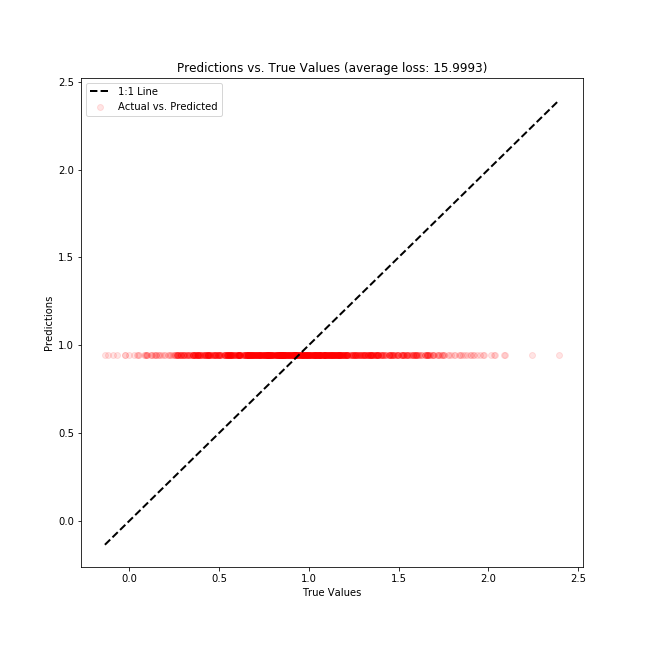 Predictions vs. True Values (average loss: 15.9993)
2.5
2.0
1.5
1.0
0.5
0.0
Predictions
1:1 Line
Actual vs. Predicted
0.0 0.5 1.0 1.5 2.0 2.5
True Values